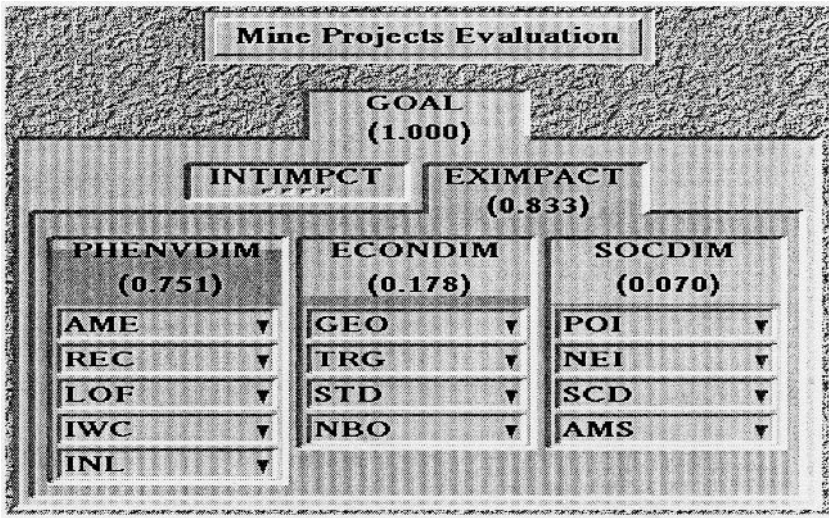 Mine Projects Evaluation
GOAL
(1.000)
INTIMPCT
EXIMPACT
(0.833)
PHENVDIM
(0.751)
AME
REC
LOF
IWC
INL
ECONDIM
(0.178)
GEO
TRG
STD
NBO
SOCDIM
(0.070)
POI
NEI
SCD
AMS